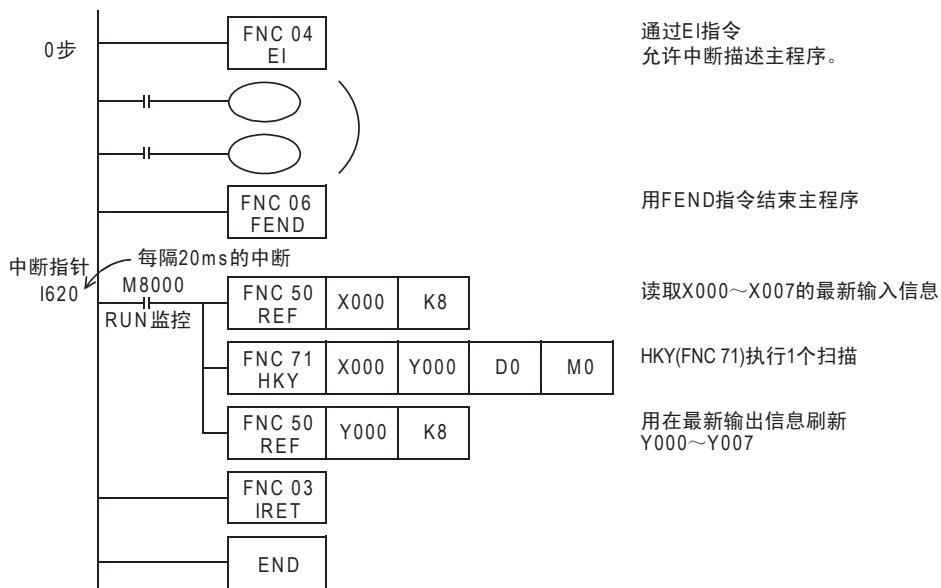 0步
FNC 04
EI
通过EI指令
允许中断描述主程序。
FNC 06
FEND
用FEND指令结束主程序
中断指针
I620
每隔20ms的中断
M8000
RUN监控
FNC 50
REF
X000
K8
读取X000～X007的最新输入信息
FNC 71
HKY
X000
Y000
D0
M0
HKY(FNC 71)执行1个扫描
FNC 50
REF
Y000
K8
用在最新输出信息刷新
Y000～Y007
FNC 03
IRET
END